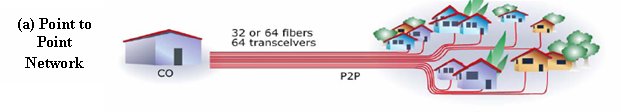 (a) Point to
Point
Network
32 or 64 fibers
64 transceivers
CO
P2P